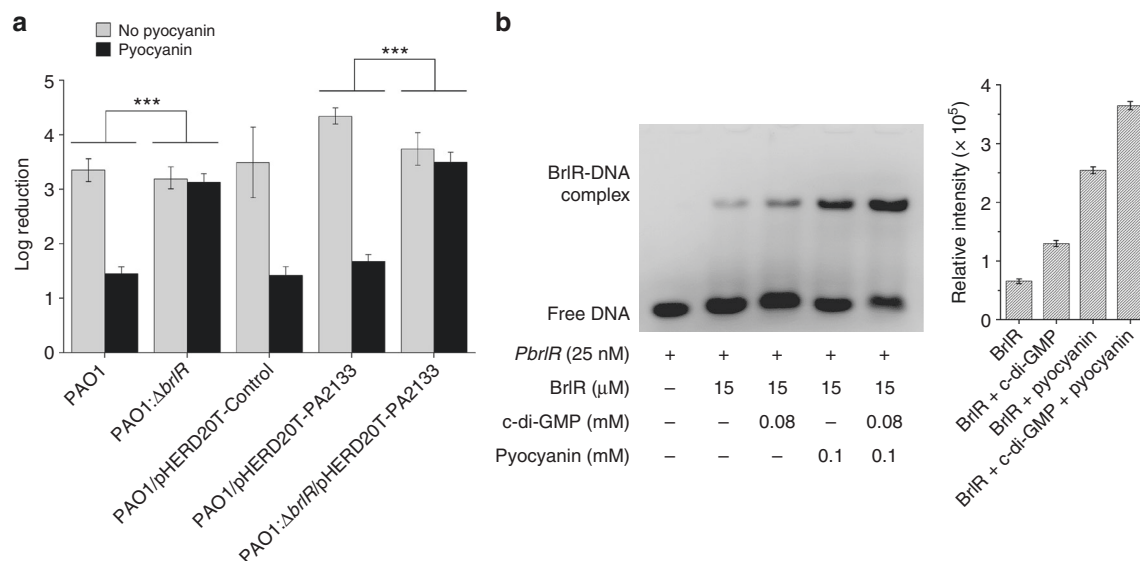 a
No pyocyanin
Pyocyanin
Log reduction
5
4
3
2
1
0
***
***
PAO1
PAO1:ΔbrlR
PAO1/pHERD20T-Control
PAO1/pHERD20T-PA2133
PAO1:ΔbrlR/pHERD20T-PA2133
b
BrlR-DNA
complex
Free DNA
PbrlR (25 nM) + + + + +
BrlR (μM) – 15 15 15 15
c-di-GMP (mM) – – 0.08 – 0.08
Pyocyanin (mM) – – – 0.1 0.1
Relative intensity (× 10⁵)
4
3
2
1
0
BrlR
BrlR + c-di-GMP
BrlR + pyocyanin
BrlR + c-di-GMP + pyocyanin